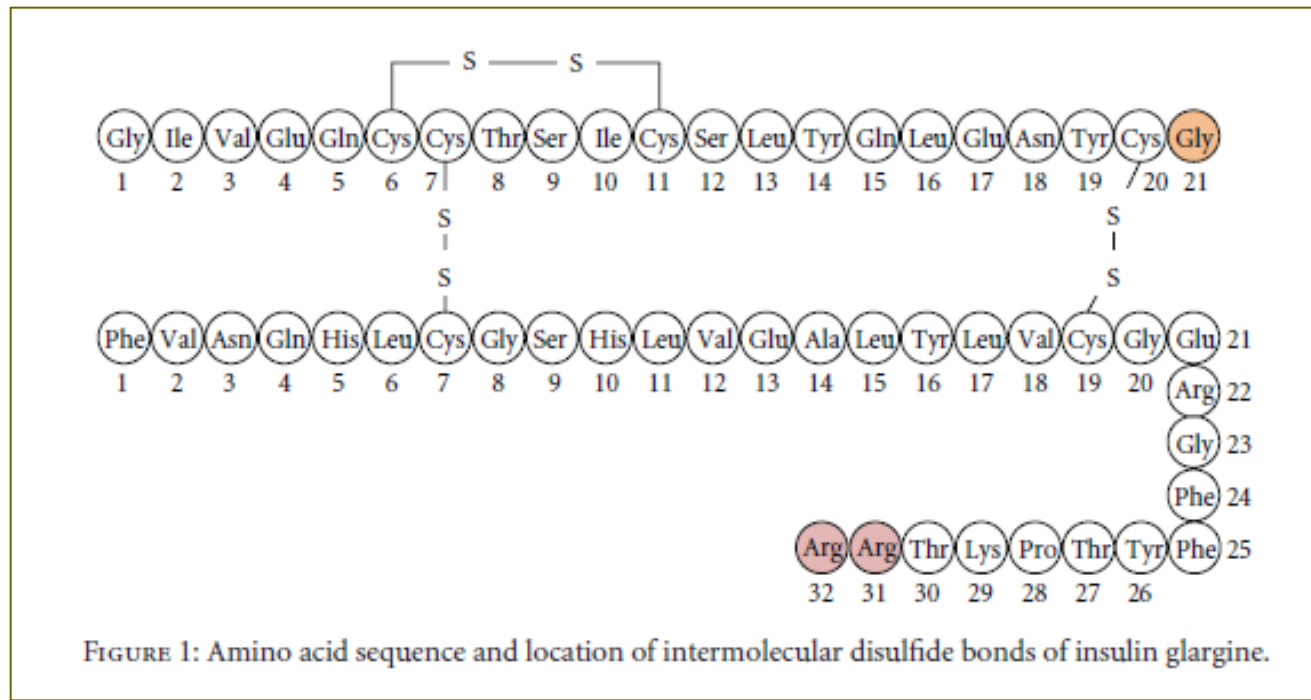 S S
Gly Ile Val Glu Gln Cys Cys Thr Ser Ile Cys Ser Leu Tyr Gln Leu Glu Asn Tyr Cys Gly
1 2 3 4 5 6 7 8 9 10 11 12 13 14 15 16 17 18 19 20 21
S S
S S
Phe Val Asn Gln His Leu Cys Gly Ser His Leu Val Glu Ala Leu Tyr Leu Val Cys Gly Glu 21
1 2 3 4 5 6 7 8 9 10 11 12 13 14 15 16 17 18 19 20
Arg 22
Gly 23
Phe 24
Arg Arg Thr Lys Pro Thr Tyr Phe 25
32 31 30 29 28 27 26
FIGURE 1: Amino acid sequence and location of intermolecular disulfide bonds of insulin glargine.